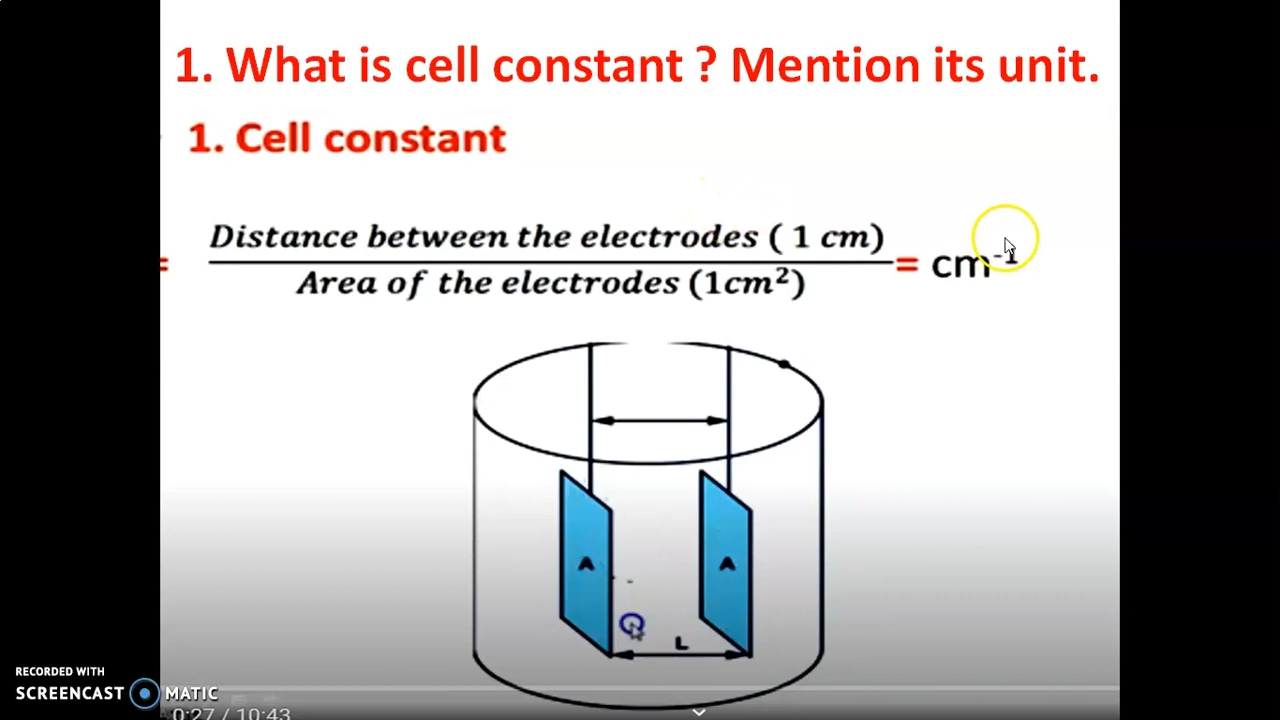 1. What is cell constant ? Mention its unit.
1. Cell constant
= Distance between the electrodes ( 1 cm) = cm⁻¹
Area of the electrodes (1cm²)
A A
L
RECORDED WITH
SCREENCAST MATIC
0:27 / 10:43